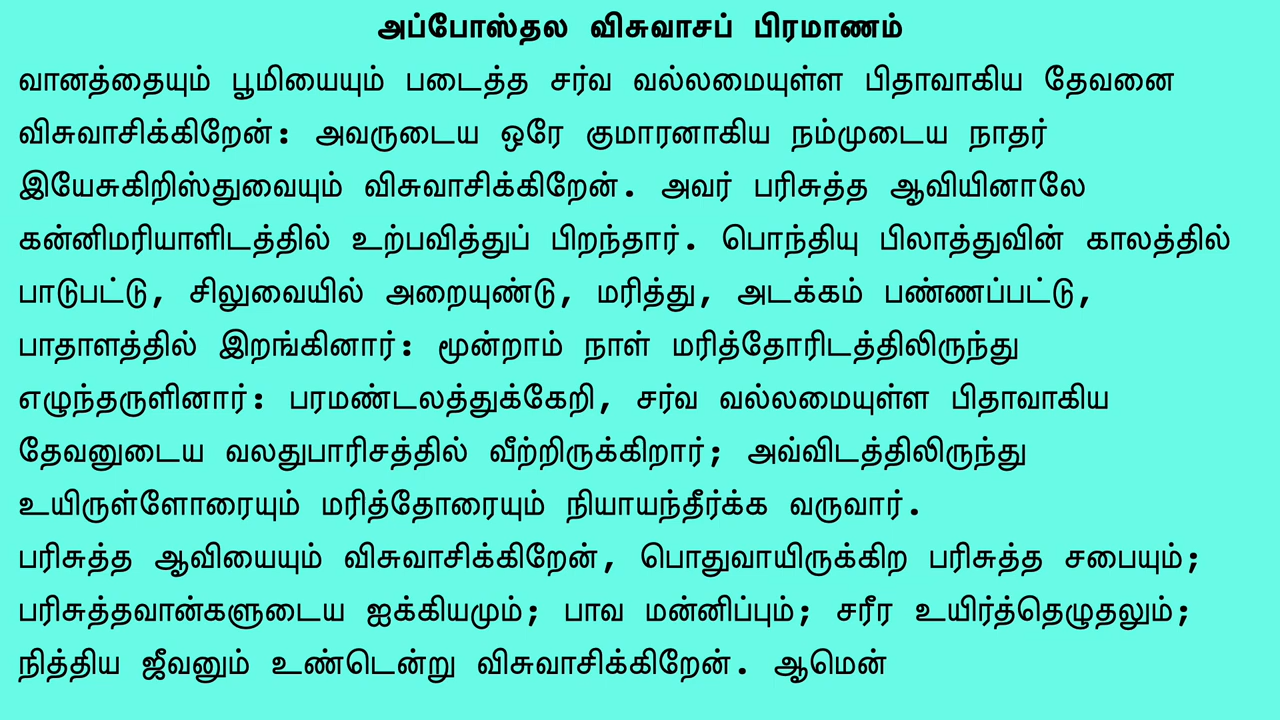 அப்போஸ்தல விசுவாசப் பிரமாணம்
வானத்தையும் பூமியையும் படைத்த சர்வ வல்லமையுள்ள பிதாவாகிய தேவனை
விசுவாசிக்கிறேன்: அவருடைய ஒரே குமாரனாகிய நம்முடைய நாதர்
இயேசுகிறிஸ்துவையும் விசுவாசிக்கிறேன். அவர் பரிசுத்த ஆவியினாலே
கன்னிமரியாளிடத்தில் உற்பவித்துப் பிறந்தார். பொந்தியு பிலாத்துவின் காலத்தில்
பாடுபட்டு, சிலுவையில் அறையுண்டு, மரித்து, அடக்கம் பண்ணப்பட்டு,
பாதாளத்தில் இறங்கினார்: மூன்றாம் நாள் மரித்தோரிடத்திலிருந்து
எழுந்தருளினார்: பரமண்டலத்துக்கேறி, சர்வ வல்லமையுள்ள பிதாவாகிய
தேவனுடைய வலதுபாரிசத்தில் வீற்றிருக்கிறார்; அவ்விடத்திலிருந்து
உயிருள்ளோரையும் மரித்தோரையும் நியாயந்தீர்க்க வருவார்.
பரிசுத்த ஆவியையும் விசுவாசிக்கிறேன், பொதுவாயிருக்கிற பரிசுத்த சபையும்;
பரிசுத்தவான்களுடைய ஐக்கியமும்; பாவ மன்னிப்பும்; சரீர உயிர்த்தெழுதலும்;
நித்திய ஜீவனும் உண்டென்று விசுவாசிக்கிறேன். ஆமென்